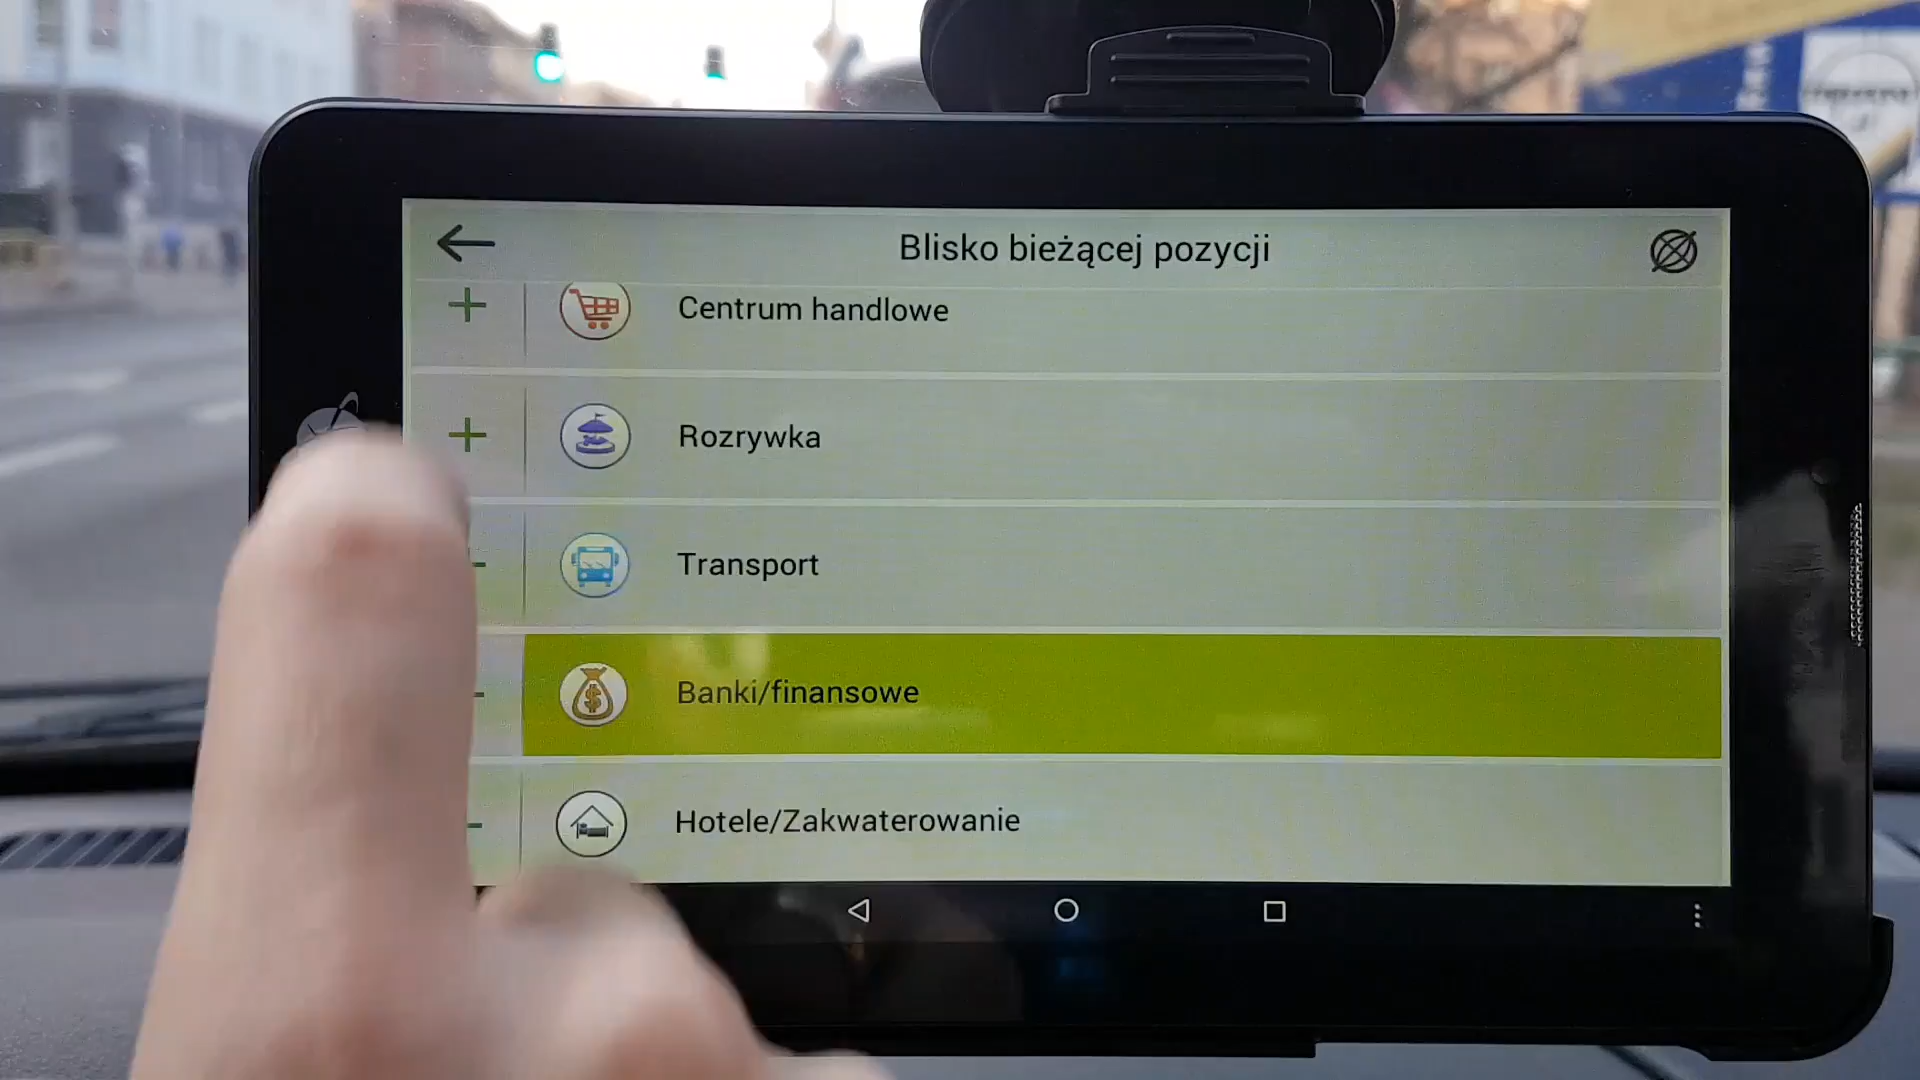 Blisko bieżącej pozycji
Centrum handlowe
Rozrywka
Transport
Banki/finansowe
Hotele/Zakwaterowanie